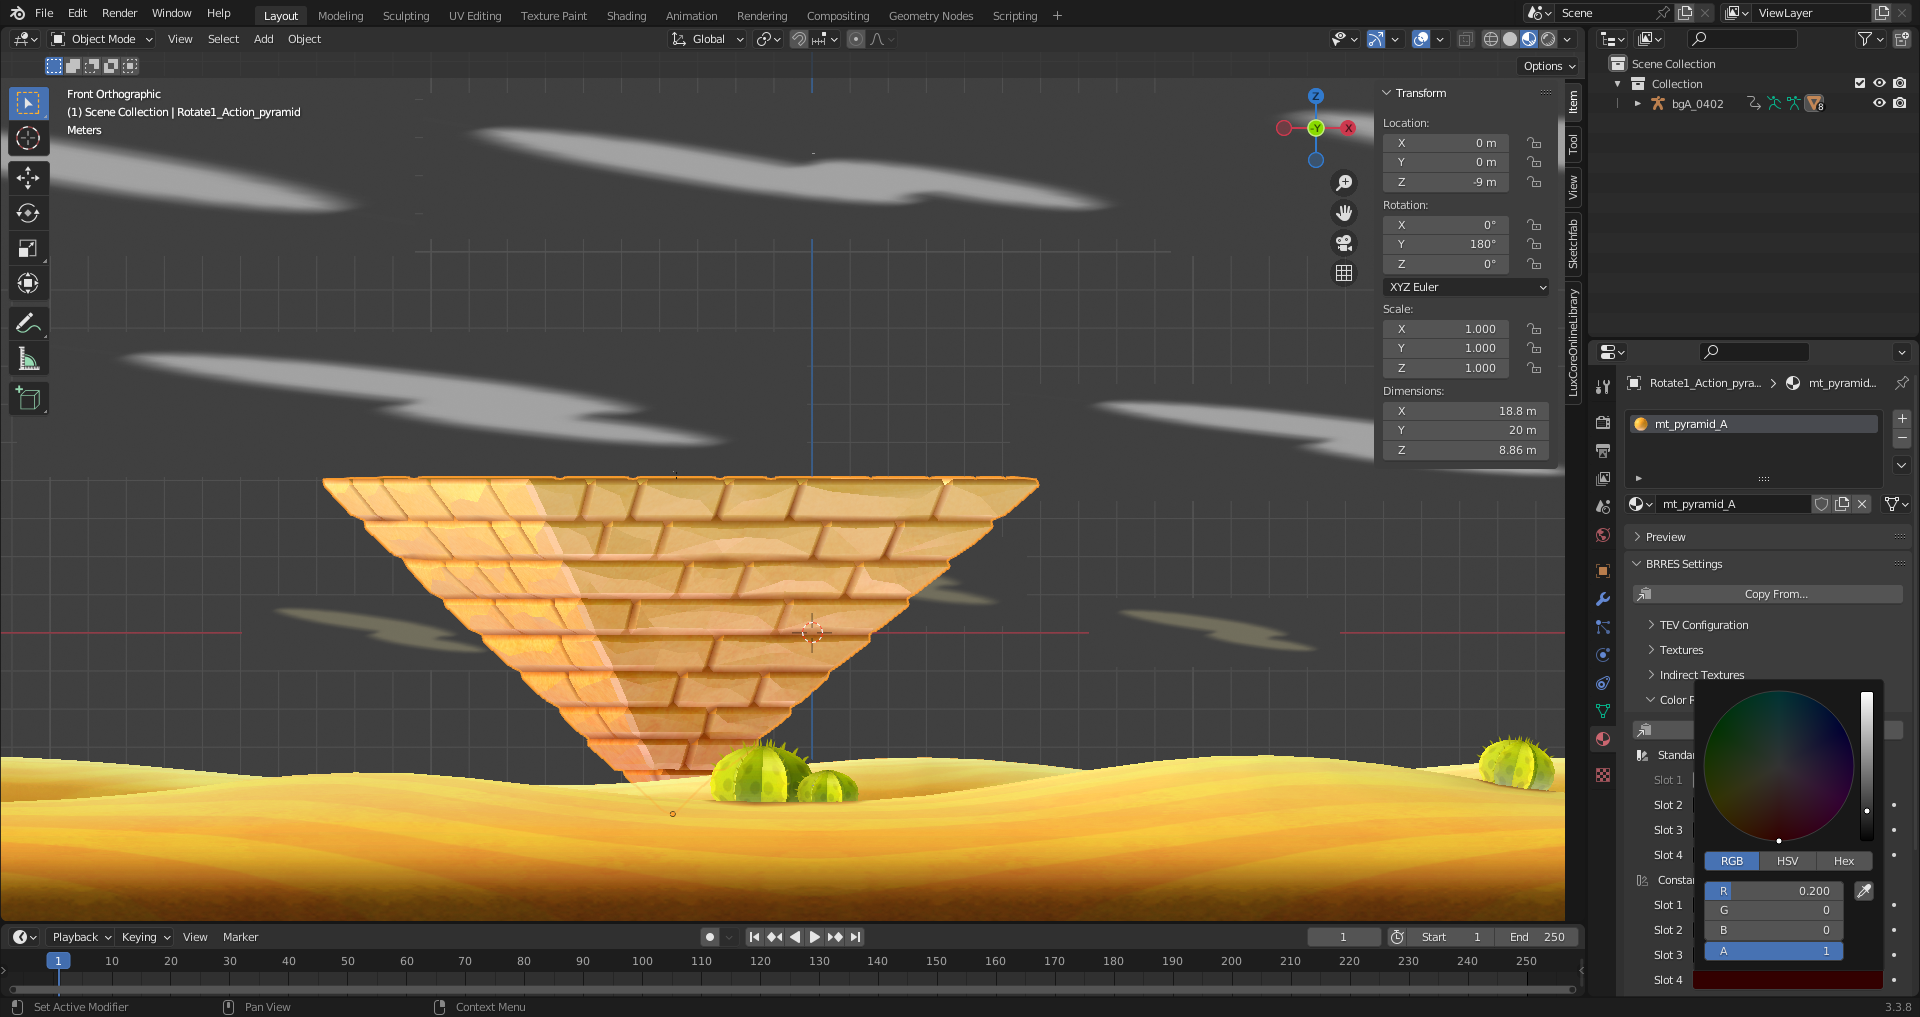 File Edit Render Window Help Layout Modeling Sculpting UV Editing Texture Paint Shading Animation Rendering Compositing Geometry Nodes Scripting + Scene ViewLayer
Object Mode View Select Add Object Global
Options
Front Orthographic
(1) Scene Collection | Rotate1_Action_pyramid
Meters
Z
-Y
X
Transform
Location:
X 0 m
Y 0 m
Z -9 m
Rotation:
X 0°
Y 180°
Z 0°
XYZ Euler
Scale:
X 1.000
Y 1.000
Z 1.000
Dimensions:
X 18.8 m
Y 20 m
Z 8.86 m
Item
Tool
View
Sketchfab
LuxCoreOnlineLibrary
Scene Collection
Collection
bgA_0402 8
Rotate1_Action_pyra... > mt_pyramid...
mt_pyramid_A
mt_pyramid_A
Preview
BRRES Settings
Copy From...
TEV Configuration
Textures
Indirect Textures
Color
Standa
Slot 1
Slot 2
Slot 3
Slot 4
Consta
Slot 1
Slot 2
Slot 3
Slot 4
RGB HSV Hex
R 0.200
G 0
B 0
A 1
Playback Keying View Marker 1 Start 1 End 250
1 10 20 30 40 50 60 70 80 90 100 110 120 130 140 150 160 170 180 190 200 210 220 230 240 250
Set Active Modifier Pan View Context Menu 3.3.8